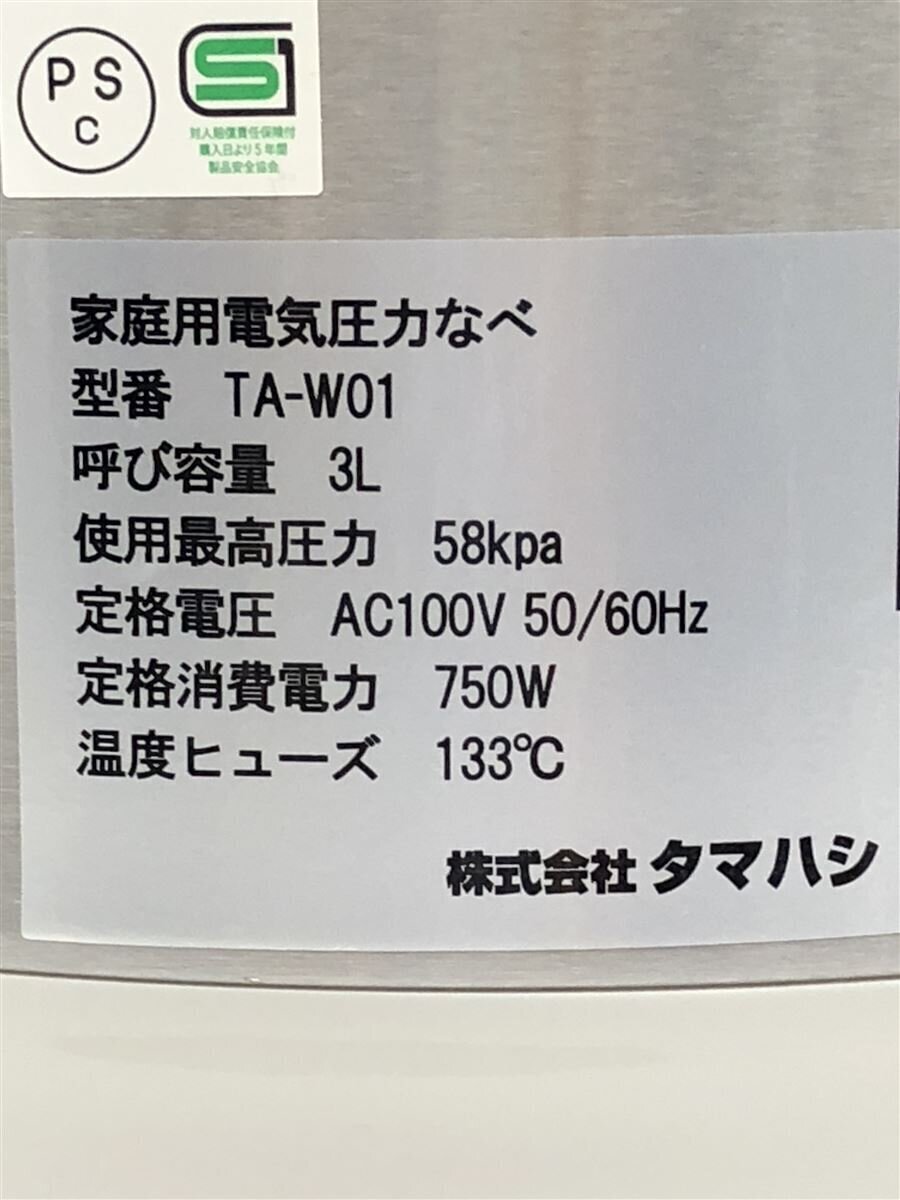 PS
C
対人賠償責任保険付
購入日より5年間
製品安全協会
家庭用電気圧力なべ
型番 TA-W01
呼び容量 3L
使用最高圧力 58kpa
定格電圧 AC100V 50/60Hz
定格消費電力 750W
温度ヒューズ 133℃
株式会社 タマハシ